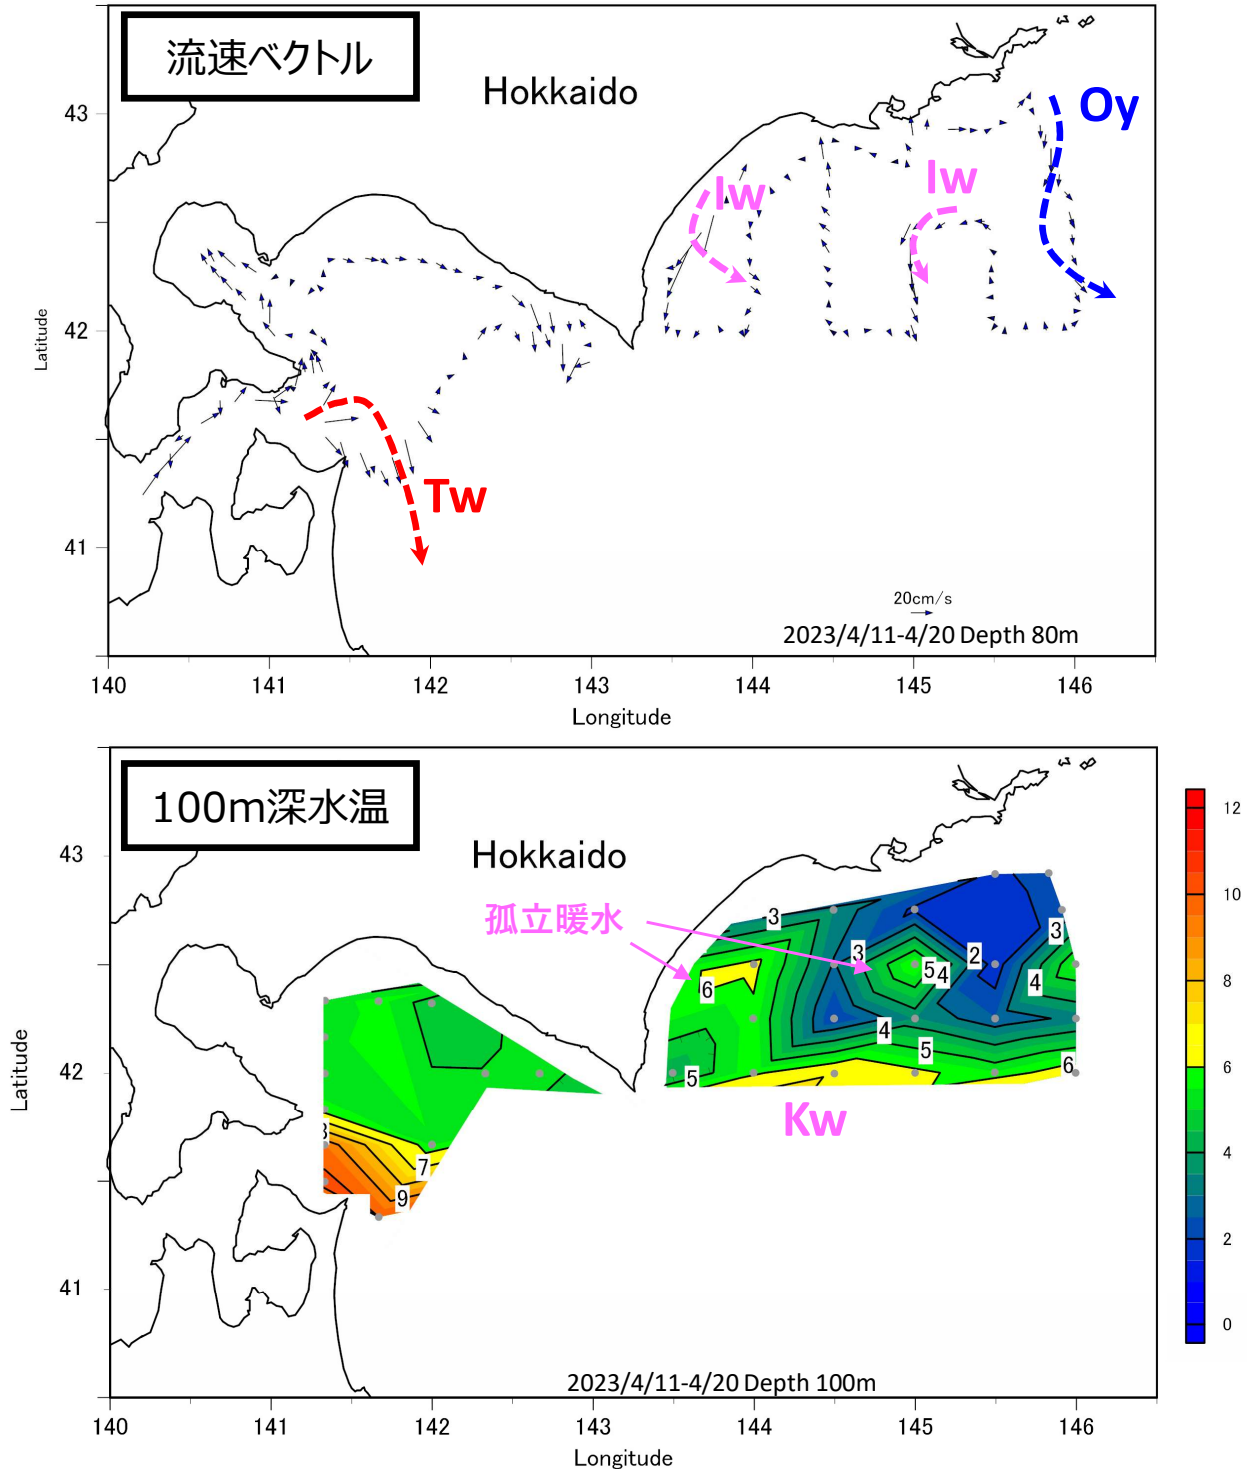 流速ベクトル
Hokkaido
Oy
Iw
Iw
Tw
43
42
41
Latitude
20cm/s
2023/4/11-4/20 Depth 80m
140
141
142
143
144
145
146
Longitude
100m深水温
Hokkaido
孤立暖水
3
3
3
2
5
4
4
6
4
5
5
6
Kw
8
7
9
43
42
41
Latitude
2023/4/11-4/20 Depth 100m
140
141
142
143
144
145
146
Longitude
12
10
8
6
4
2
0